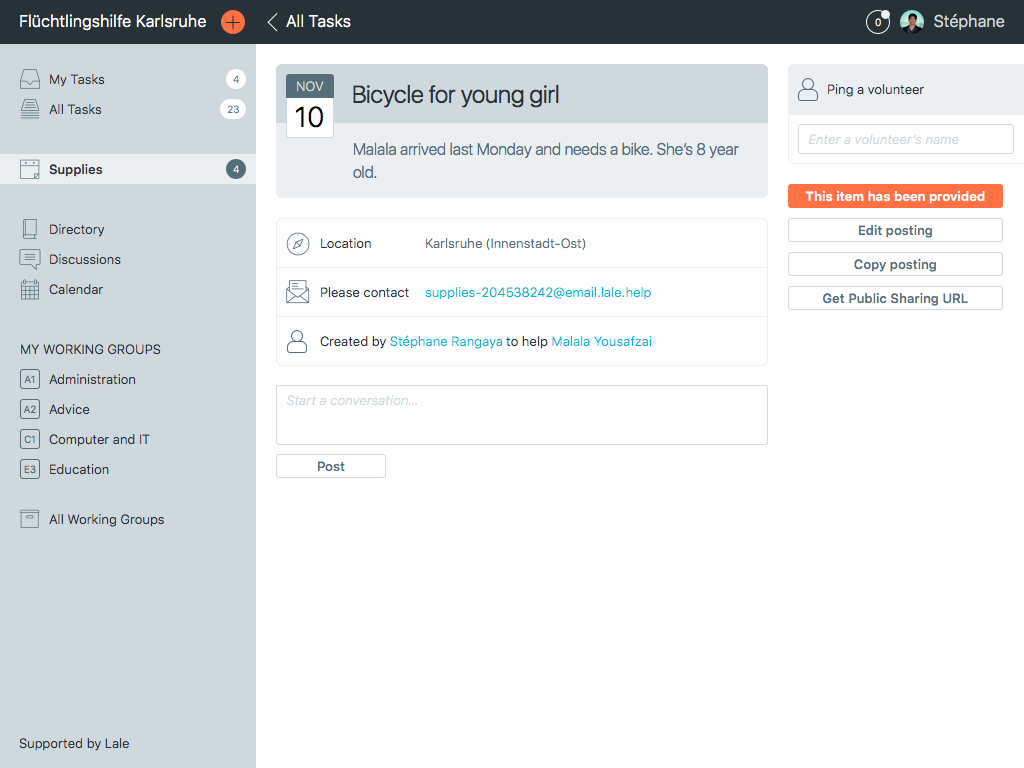 Flüchtlingshilfe Karlsruhe
All Tasks
0
Stéphane
My Tasks 4
All Tasks 23
Supplies 4
Directory
Discussions
Calendar
MY WORKING GROUPS
A1 Administration
A2 Advice
C1 Computer and IT
E3 Education
All Working Groups
Supported by Lale
NOV
10
Bicycle for young girl
Malala arrived last Monday and needs a bike. She’s 8 year
old.
Location Karlsruhe (Innenstadt-Ost)
Please contact supplies-204538242@email.lale.help
Created by Stéphane Rangaya to help Malala Yousafzai
Start a conversation...
Post
Ping a volunteer
Enter a volunteer’s name
This item has been provided
Edit posting
Copy posting
Get Public Sharing URL